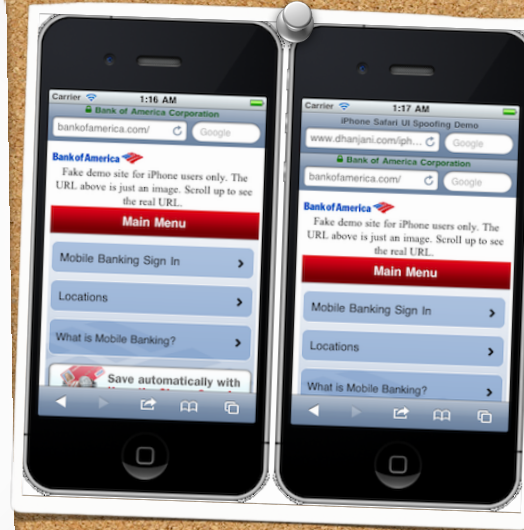 Carrier 1:16 AM
Bank of America Corporation
bankofamerica.com/ Google
Bank of America
Fake demo site for iPhone users only. The
URL above is just an image. Scroll up to see
the real URL.
Main Menu
Mobile Banking Sign In
Locations
What is Mobile Banking?
Save automatically with
Carrier 1:17 AM
iPhone Safari UI Spoofing Demo
www.dhanjani.com/iph... Google
Bank of America Corporation
bankofamerica.com/ Google
Bank of America
Fake demo site for iPhone users only. The
URL above is just an image. Scroll up to see
the real URL.
Main Menu
Mobile Banking Sign In
Locations
What is Mobile Banking?